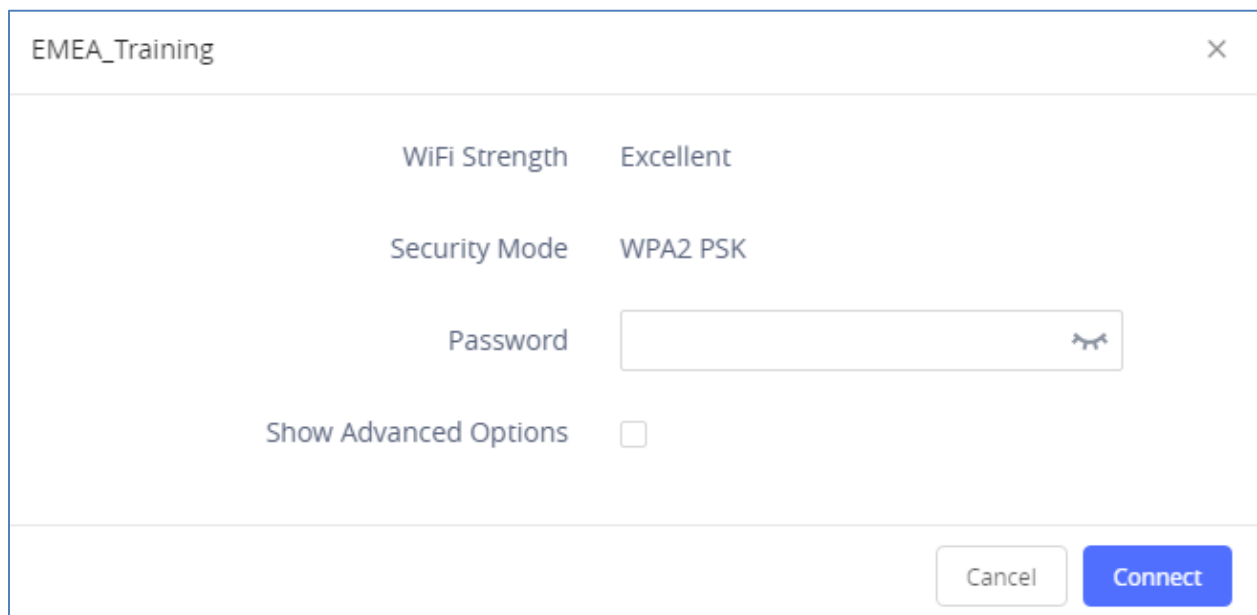 EMEA_Training
WiFi Strength Excellent
Security Mode WPA2 PSK
Password
Show Advanced Options
Cancel Connect